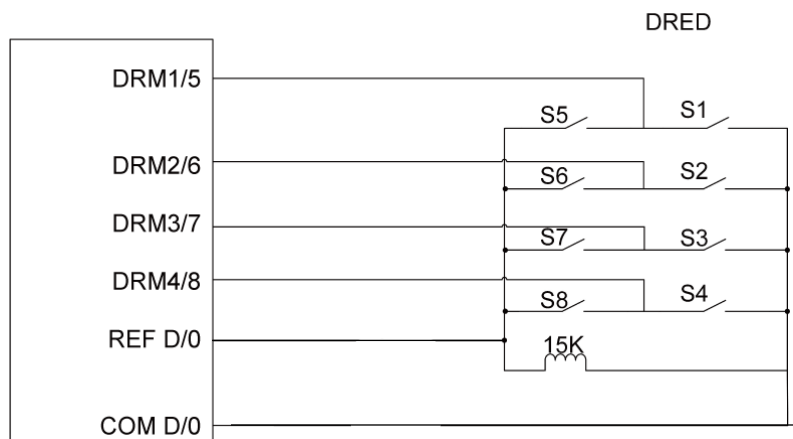 DRED
DRM1/5
S5 S1
DRM2/6
S6 S2
DRM3/7
S7 S3
DRM4/8
S8 S4
REF D/0
15K
COM D/0